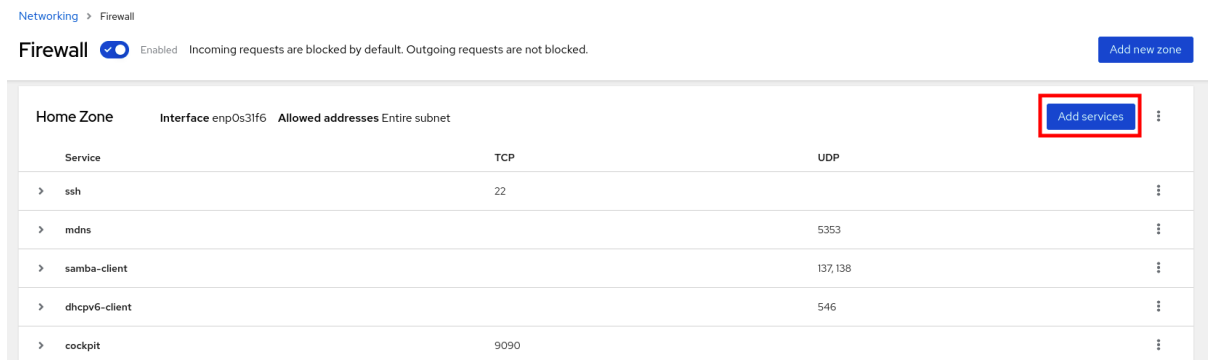 Networking > Firewall
Firewall Enabled Incoming requests are blocked by default. Outgoing requests are not blocked. Add new zone
Home Zone Interface enp0s31f6 Allowed addresses Entire subnet Add services
Service TCP UDP
ssh 22
mdns 5353
samba-client 137, 138
dhcpv6-client 546
cockpit 9090